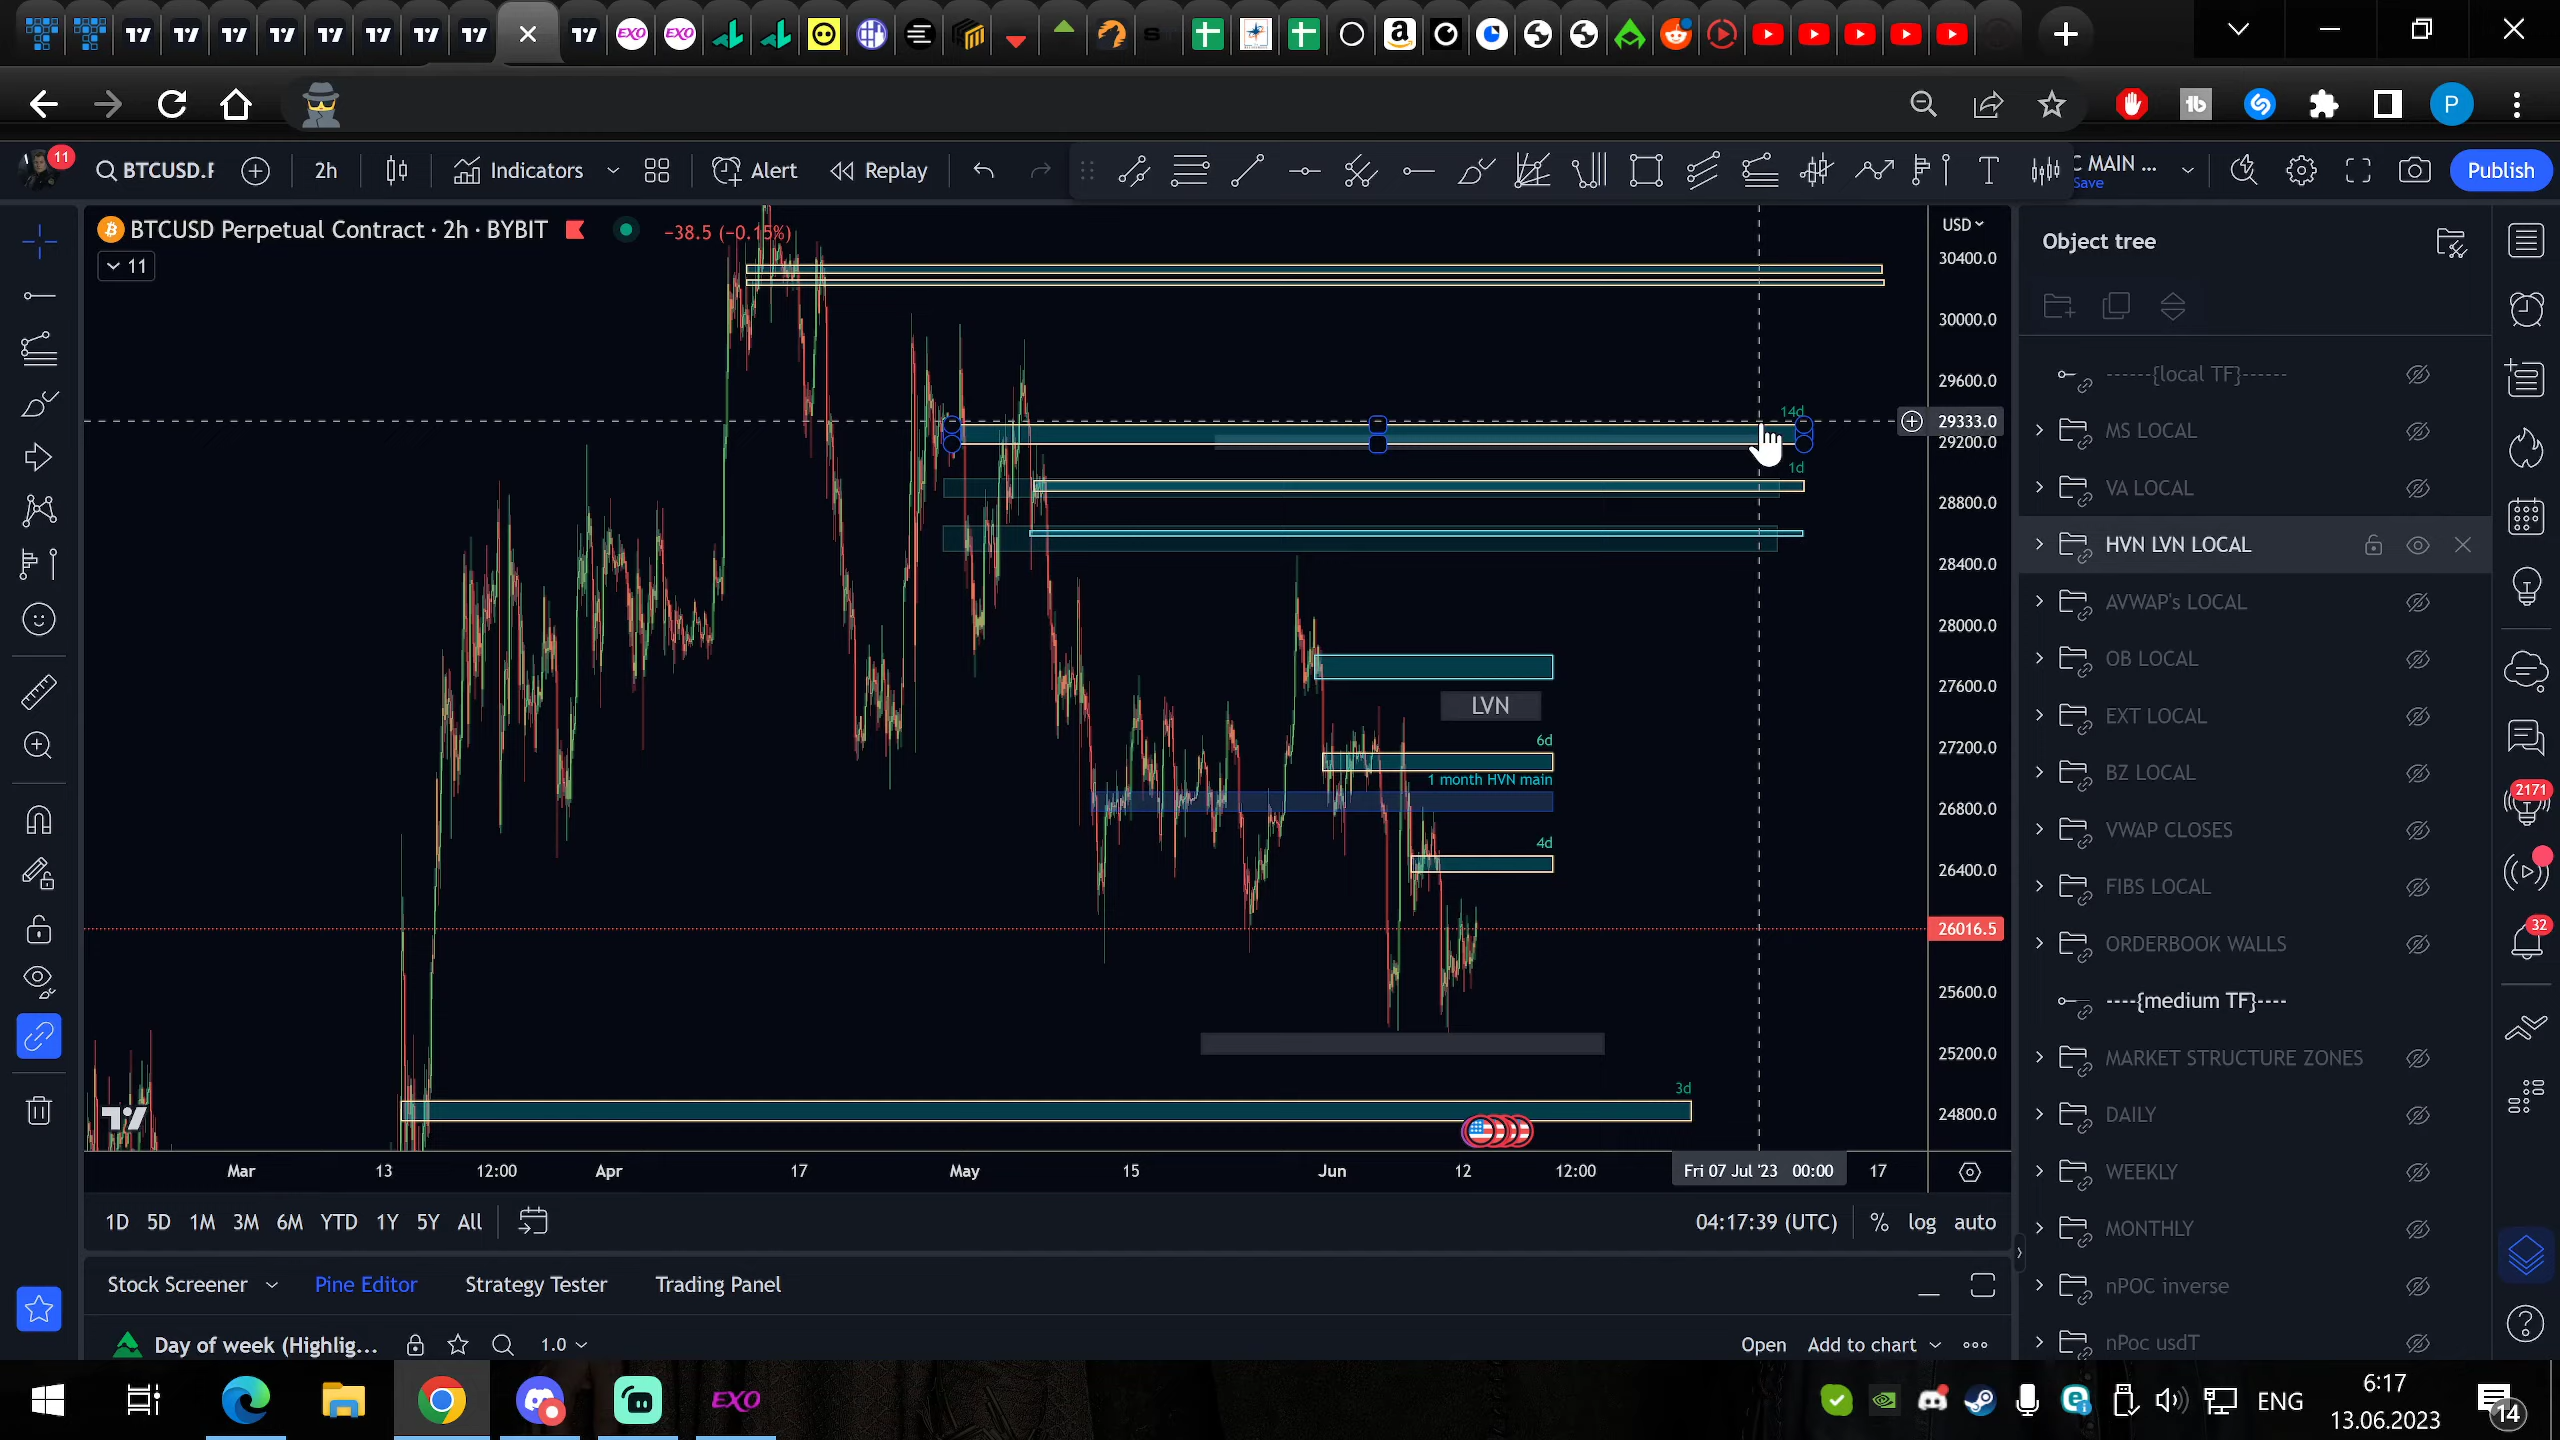 EXO
EXO
P
11
BTCUSD.F
2h
Indicators
Alert
Replay
C MAIN ...
Save
Publish
BTCUSD Perpetual Contract · 2h · BYBIT
−38.5 (−0.15%)
11
USD
30400.0
30000.0
29600.0
29333.0
29200.0
28800.0
28400.0
28000.0
27600.0
27200.0
26800.0
26400.0
26016.5
25600.0
25200.0
24800.0
14d
1d
LVN
6d
1 month HVN main
4d
3d
Mar
13
12:00
Apr
17
May
15
Jun
12
12:00
Fri 07 Jul '23 00:00
17
1D
5D
1M
3M
6M
YTD
1Y
5Y
All
04:17:39 (UTC)
%
log
auto
Stock Screener
Pine Editor
Strategy Tester
Trading Panel
Day of week (Highlig...
1.0
Open
Add to chart
Object tree
------{local TF}------
MS LOCAL
VA LOCAL
HVN LVN LOCAL
AVWAP's LOCAL
OB LOCAL
EXT LOCAL
BZ LOCAL
VWAP CLOSES
FIBS LOCAL
ORDERBOOK WALLS
----{medium TF}----
MARKET STRUCTURE ZONES
DAILY
WEEKLY
MONTHLY
nPOC inverse
nPoc usdT
2171
32
EXO
ENG
6:17
13.06.2023
14